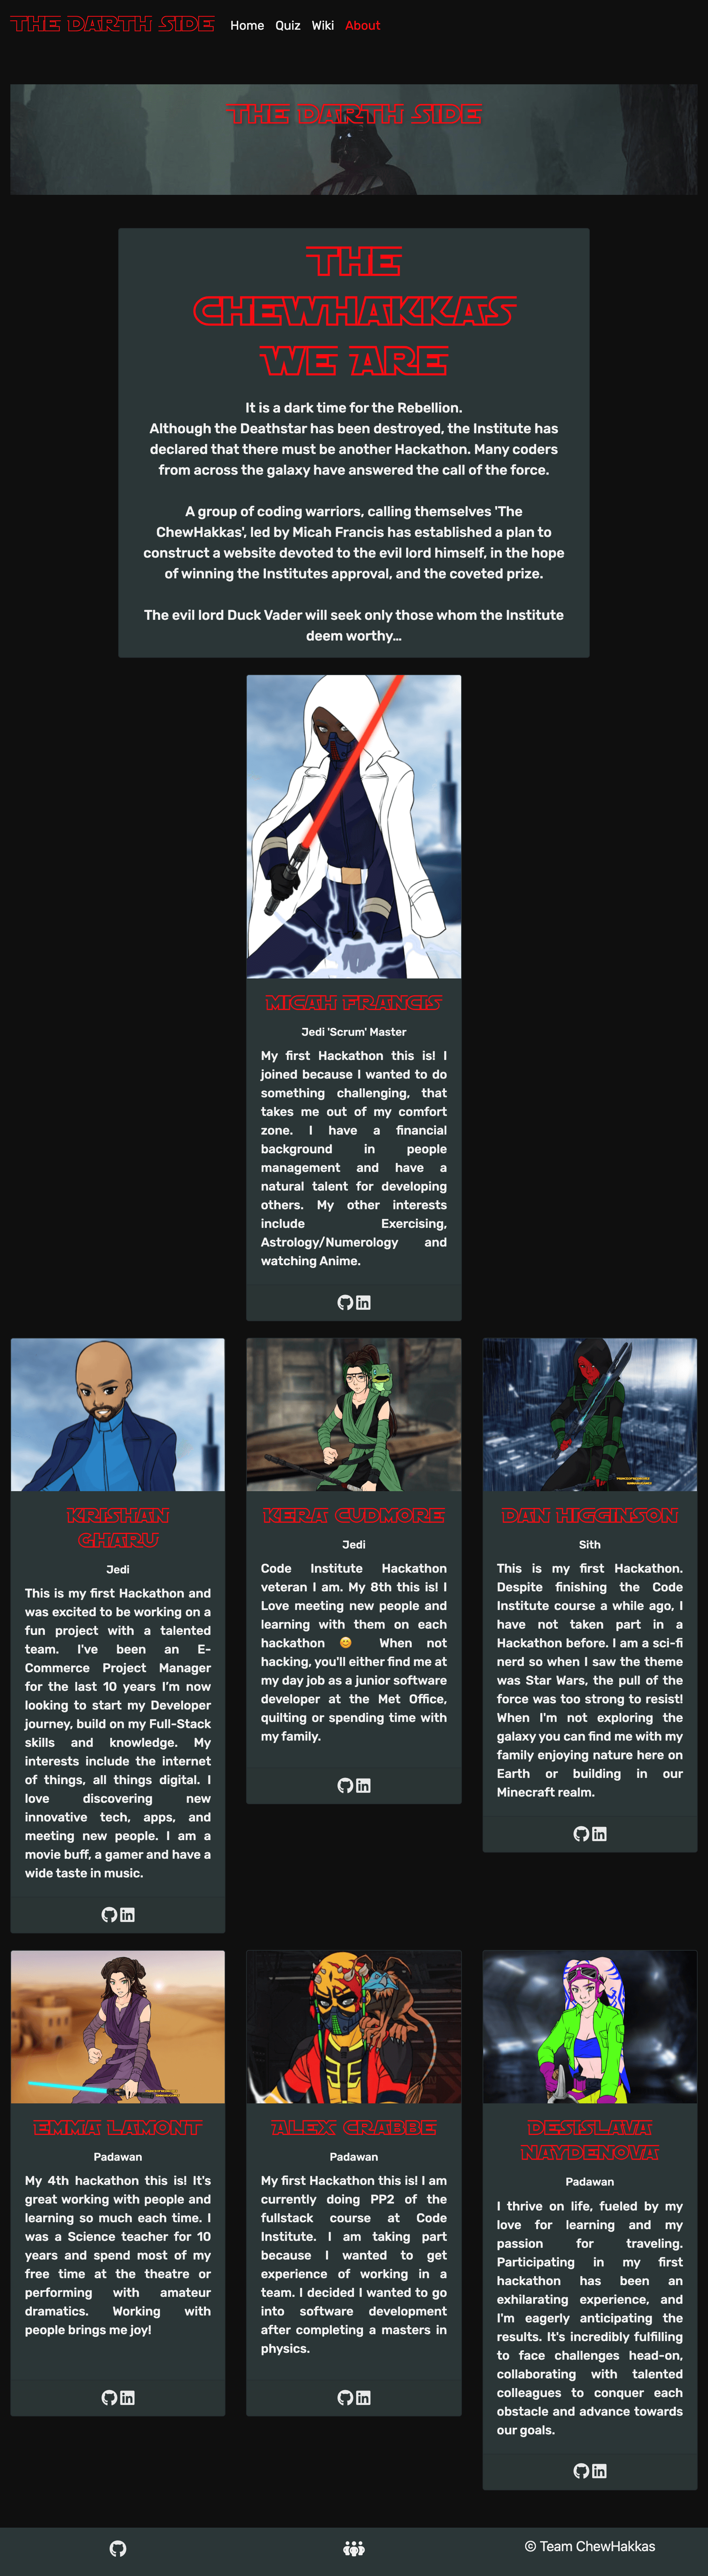 THE DARTH SIDE Home Quiz Wiki About
THE DARTH SIDE
THE
CHEWHAKKAS
WE ARE
It is a dark time for the Rebellion.
Although the Deathstar has been destroyed, the Institute has
declared that there must be another Hackathon. Many coders
from across the galaxy have answered the call of the force.
A group of coding warriors, calling themselves 'The
ChewHakkas', led by Micah Francis has established a plan to
construct a website devoted to the evil lord himself, in the hope
of winning the Institutes approval, and the coveted prize.
The evil lord Duck Vader will seek only those whom the Institute
deem worthy...
MICAH FRANCIS
Jedi 'Scrum' Master
My first Hackathon this is! I
joined because I wanted to do
something challenging, that
takes me out of my comfort
zone. I have a financial
background in people
management and have a
natural talent for developing
others. My other interests
include Exercising,
Astrology/Numerology and
watching Anime.
KRISHAN
GHARU
Jedi
This is my first Hackathon and
was excited to be working on a
fun project with a talented
team. I've been an E-
Commerce Project Manager
for the last 10 years I'm now
looking to start my Developer
journey, build on my Full-Stack
skills and knowledge. My
interests include the internet
of things, all things digital. I
love discovering new
innovative tech, apps, and
meeting new people. I am a
movie buff, a gamer and have a
wide taste in music.
KERA CUDMORE
Jedi
Code Institute Hackathon
veteran I am. My 8th this is! I
Love meeting new people and
learning with them on each
hackathon 😊 When not
hacking, you'll either find me at
my day job as a junior software
developer at the Met Office,
quilting or spending time with
my family.
DAN HIGGINSON
Sith
This is my first Hackathon.
Despite finishing the Code
Institute course a while ago, I
have not taken part in a
Hackathon before. I am a sci-fi
nerd so when I saw the theme
was Star Wars, the pull of the
force was too strong to resist!
When I'm not exploring the
galaxy you can find me with my
family enjoying nature here on
Earth or building in our
Minecraft realm.
EMMA LAMONT
Padawan
My 4th hackathon this is! It's
great working with people and
learning so much each time. I
was a Science teacher for 10
years and spend most of my
free time at the theatre or
performing with amateur
dramatics. Working with
people brings me joy!
ALEX CRABBE
Padawan
My first Hackathon this is! I am
currently doing PP2 of the
fullstack course at Code
Institute. I am taking part
because I wanted to get
experience of working in a
team. I decided I wanted to go
into software development
after completing a masters in
physics.
DESISLAVA
NAYDENOVA
Padawan
I thrive on life, fueled by my
love for learning and my
passion for traveling.
Participating in my first
hackathon has been an
exhilarating experience, and
I'm eagerly anticipating the
results. It's incredibly fulfilling
to face challenges head-on,
collaborating with talented
colleagues to conquer each
obstacle and advance towards
our goals.
© Team ChewHakkas